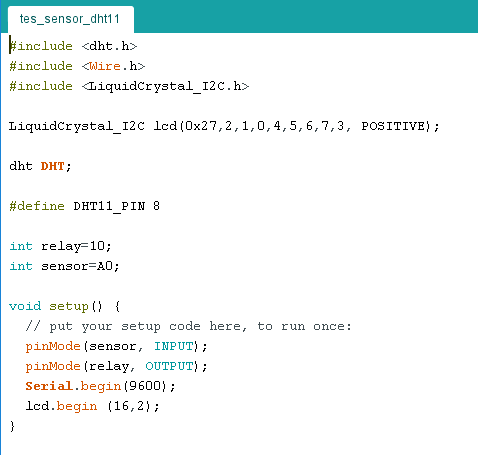 tes_sensor_dht11
#include <dht.h>
#include <Wire.h>
#include <LiquidCrystal_I2C.h>
LiquidCrystal_I2C lcd(0x27,2,1,0,4,5,6,7,3, POSITIVE);
dht DHT;
#define DHT11_PIN 8
int relay=10;
int sensor=A0;
void setup() {
  // put your setup code here, to run once:
  pinMode(sensor, INPUT);
  pinMode(relay, OUTPUT);
  Serial.begin(9600);
  lcd.begin (16,2);
}